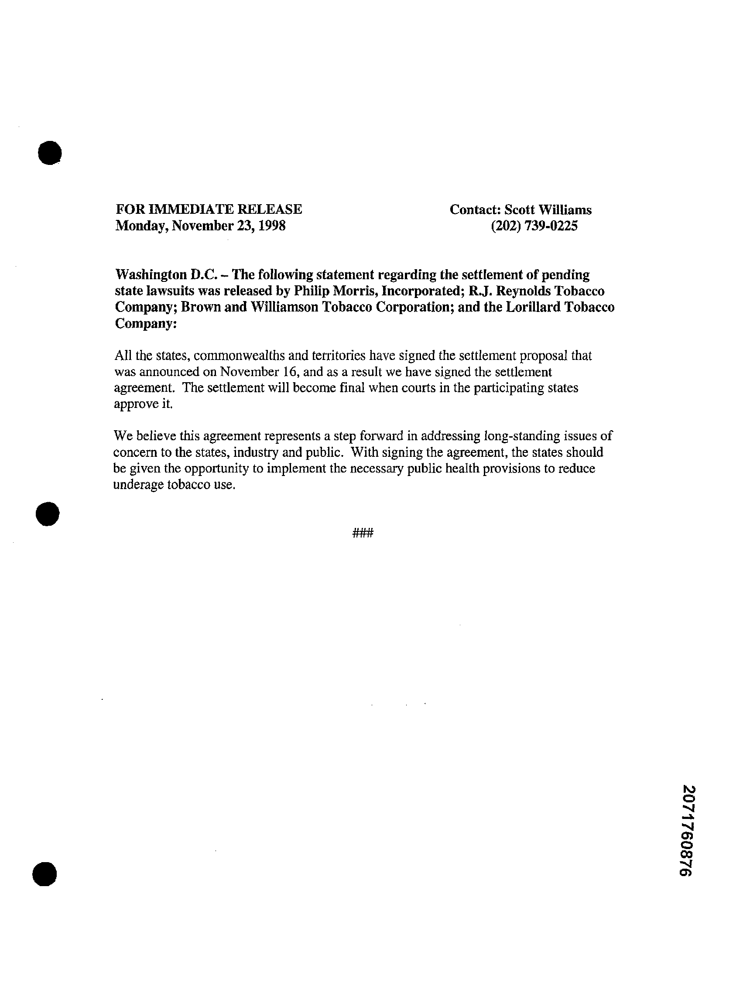 FOR IMMEDIATE RELEASE
Monday, November 23, 1998
Contact: Scott Williams
(202) 739-0225
Washington D.C. – The following statement regarding the settlement of pending
state lawsuits was released by Philip Morris, Incorporated; R.J. Reynolds Tobacco
Company; Brown and Williamson Tobacco Corporation; and the Lorillard Tobacco
Company:
All the states, commonwealths and territories have signed the settlement proposal that
was announced on November 16, and as a result we have signed the settlement
agreement. The settlement will become final when courts in the participating states
approve it.
We believe this agreement represents a step forward in addressing long-standing issues of
concern to the states, industry and public. With signing the agreement, the states should
be given the opportunity to implement the necessary public health provisions to reduce
underage tobacco use.
###
2071760876